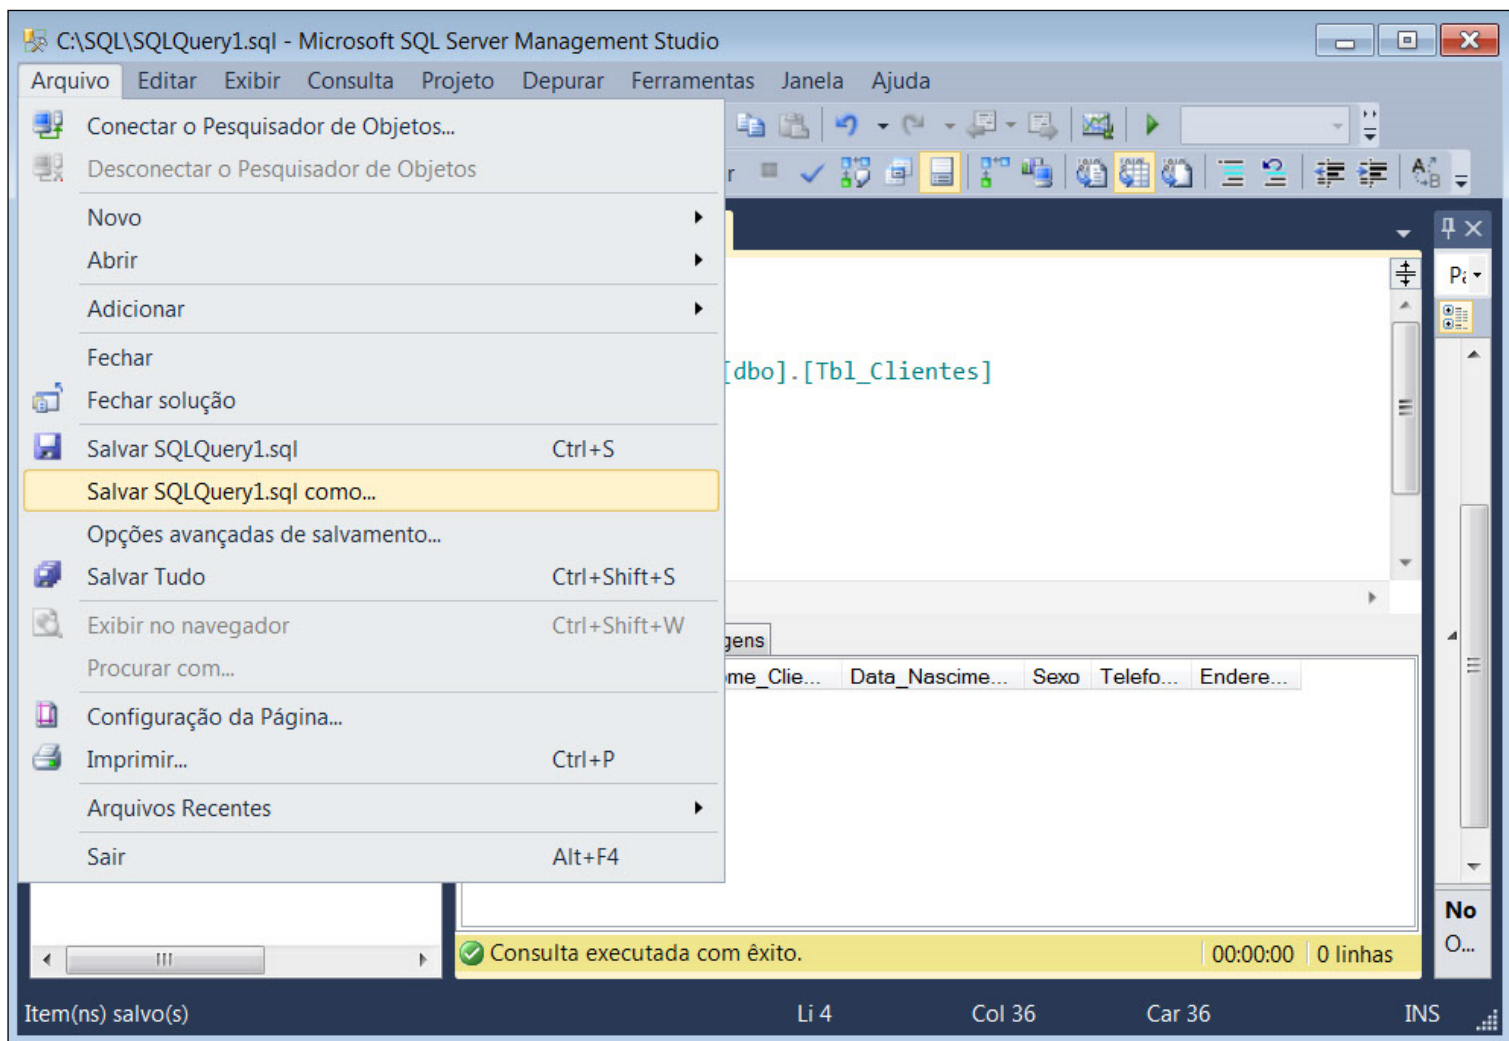 C:\SQL\SQLQuery1.sql - Microsoft SQL Server Management Studio
Arquivo Editar Exibir Consulta Projeto Depurar Ferramentas Janela Ajuda
Conectar o Pesquisador de Objetos...
Desconectar o Pesquisador de Objetos
Novo
Abrir
Adicionar
Fechar
Fechar solução
Salvar SQLQuery1.sql Ctrl+S
Salvar SQLQuery1.sql como...
Opções avançadas de salvamento...
Salvar Tudo Ctrl+Shift+S
Exibir no navegador Ctrl+Shift+W
Procurar com...
Configuração da Página...
Imprimir... Ctrl+P
Arquivos Recentes
Sair Alt+F4
[dbo].[Tbl_Clientes]
gens
me_Clie... Data_Nascime... Sexo Telefo... Endere...
Consulta executada com êxito. 00:00:00 0 linhas
No
O...
Item(ns) salvo(s) Li 4 Col 36 Car 36 INS